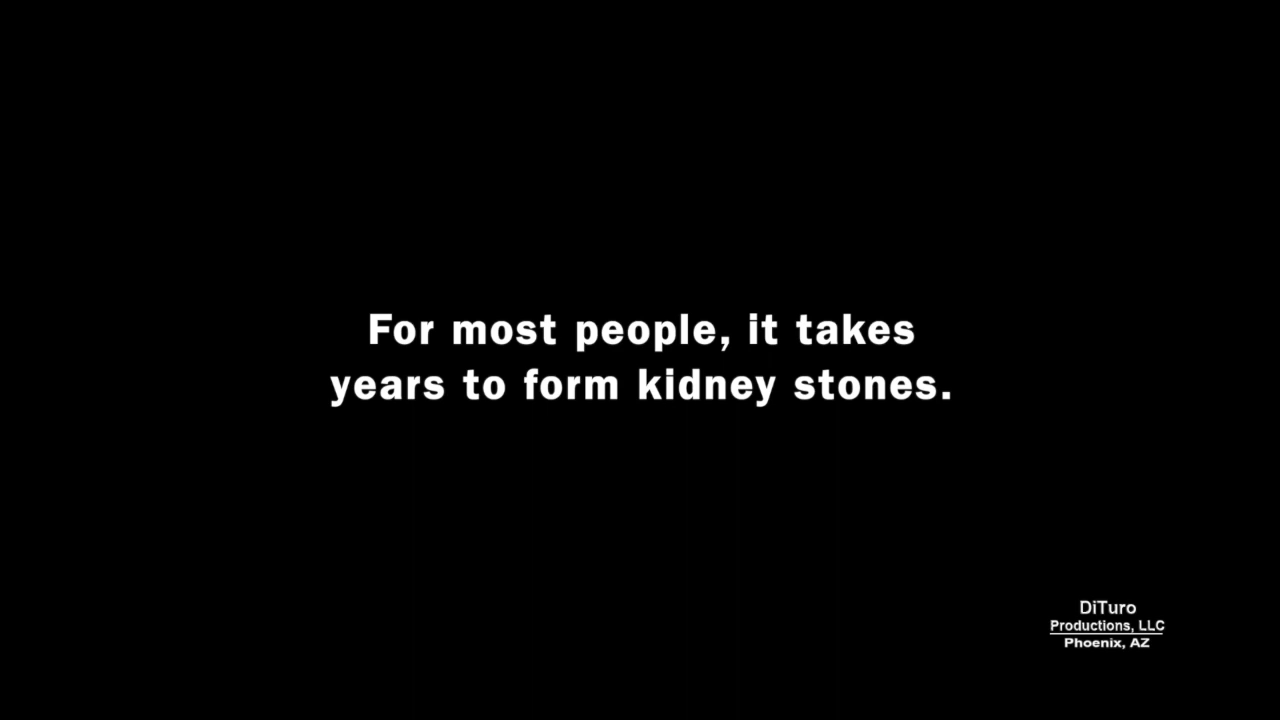 For most people, it takes
years to form kidney stones.
DiTuro
Productions, LLC
Phoenix, AZ